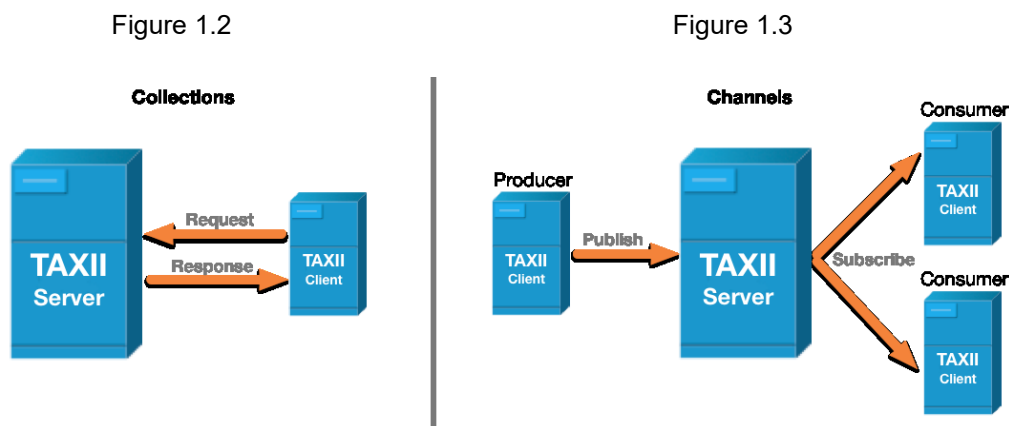 Figure 1.2
Collections
TAXII
Server
Request
Response
TAXII
Client
Figure 1.3
Channels
Producer
TAXII
Client
Publish
TAXII
Server
Subscribe
Consumer
TAXII
Client
Consumer
TAXII
Client